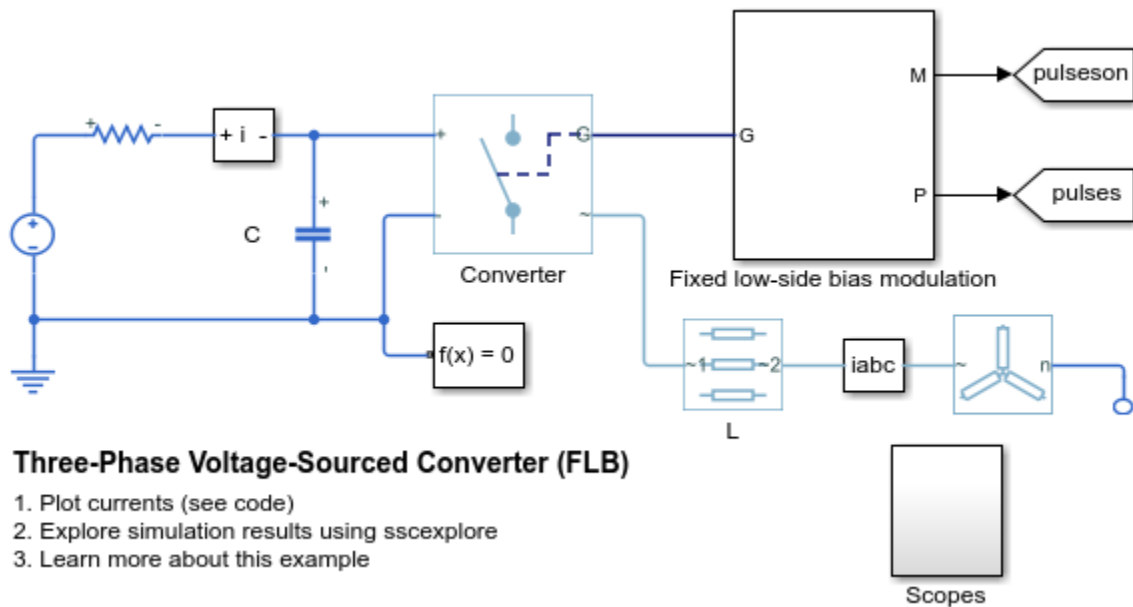 M
pulseson
+ -
+ i -
+
G
G
P
pulses
+
-
+
C
-
~
Converter
Fixed low-side bias modulation
f(x) = 0
~1
~2
iabc
~
n
L
Three-Phase Voltage-Sourced Converter (FLB)
1. Plot currents (see code)
2. Explore simulation results using sscexplore
3. Learn more about this example
Scopes